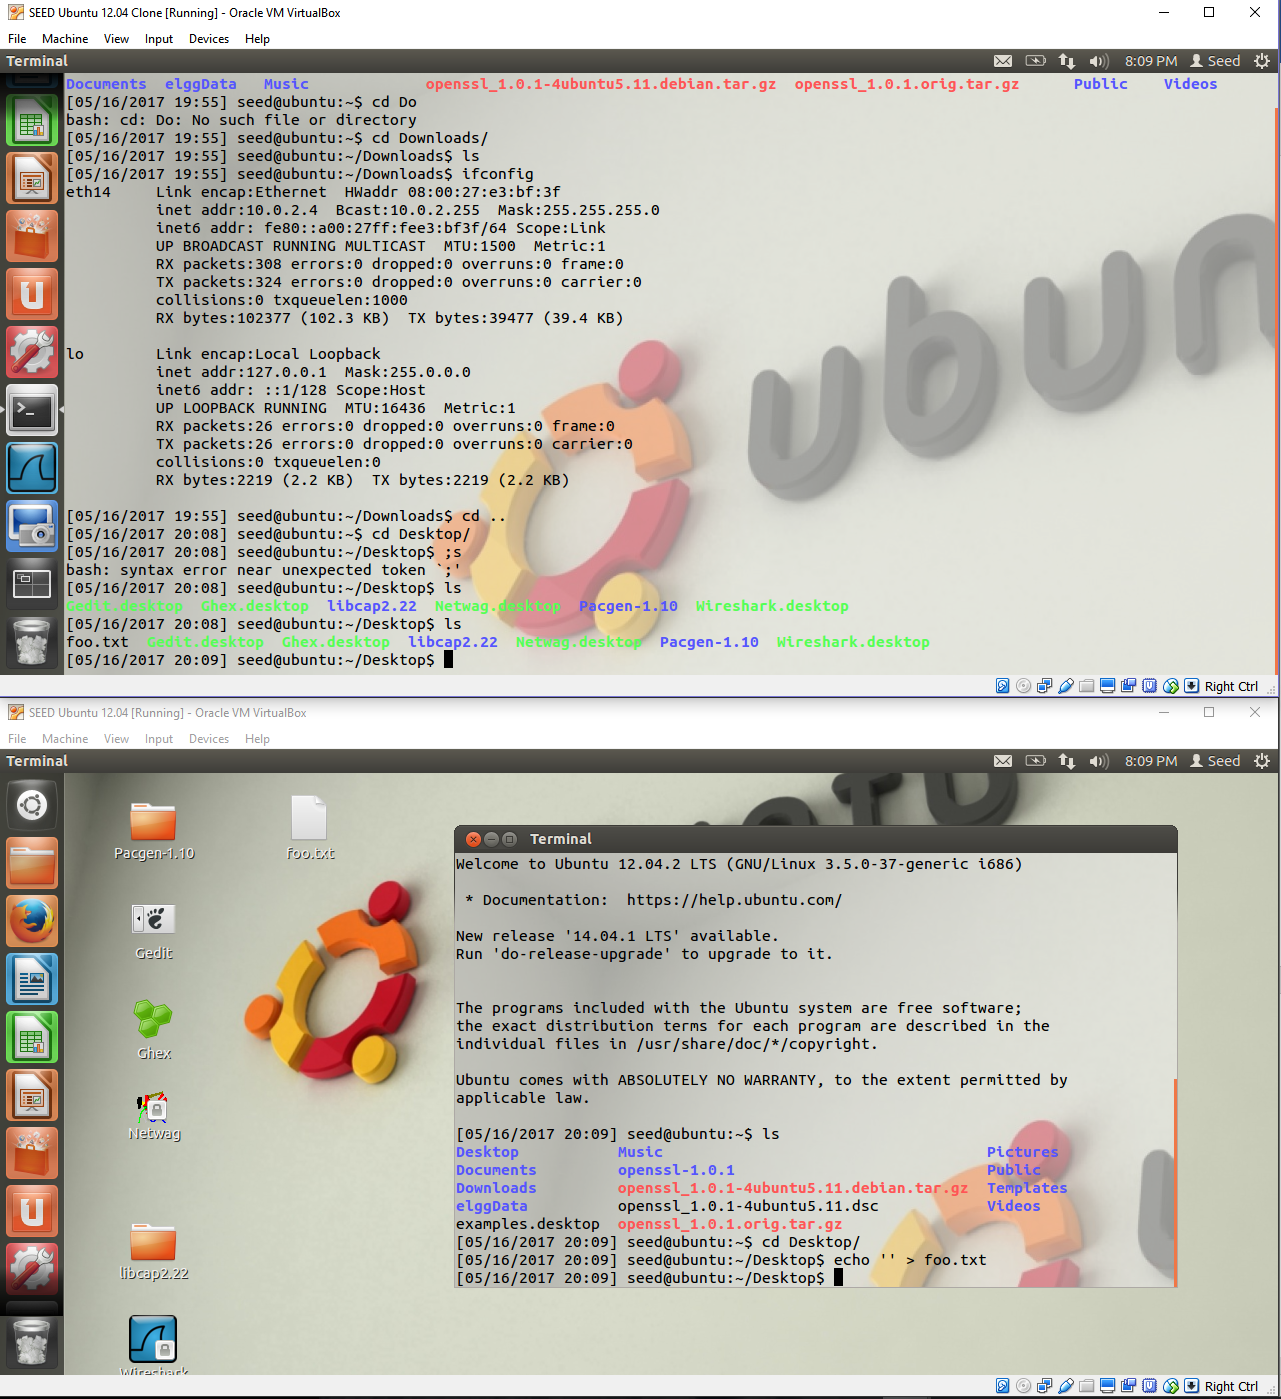 SEED Ubuntu 12.04 Clone [Running] - Oracle VM VirtualBox
File Machine View Input Devices Help
Terminal 8:09 PM Seed
Documents elggData Music openssl_1.0.1-4ubuntu5.11.debian.tar.gz openssl_1.0.1.orig.tar.gz Public Videos
[05/16/2017 19:55] seed@ubuntu:~$ cd Do
bash: cd: Do: No such file or directory
[05/16/2017 19:55] seed@ubuntu:~$ cd Downloads/
[05/16/2017 19:55] seed@ubuntu:~/Downloads$ ls
[05/16/2017 19:55] seed@ubuntu:~/Downloads$ ifconfig
eth14 Link encap:Ethernet HWaddr 08:00:27:e3:bf:3f
inet addr:10.0.2.4 Bcast:10.0.2.255 Mask:255.255.255.0
inet6 addr: fe80::a00:27ff:fee3:bf3f/64 Scope:Link
UP BROADCAST RUNNING MULTICAST MTU:1500 Metric:1
RX packets:308 errors:0 dropped:0 overruns:0 frame:0
TX packets:324 errors:0 dropped:0 overruns:0 carrier:0
collisions:0 txqueuelen:1000
RX bytes:102377 (102.3 KB) TX bytes:39477 (39.4 KB)
lo Link encap:Local Loopback
inet addr:127.0.0.1 Mask:255.0.0.0
inet6 addr: ::1/128 Scope:Host
UP LOOPBACK RUNNING MTU:16436 Metric:1
RX packets:26 errors:0 dropped:0 overruns:0 frame:0
TX packets:26 errors:0 dropped:0 overruns:0 carrier:0
collisions:0 txqueuelen:0
RX bytes:2219 (2.2 KB) TX bytes:2219 (2.2 KB)
[05/16/2017 19:55] seed@ubuntu:~/Downloads$ cd ..
[05/16/2017 20:08] seed@ubuntu:~$ cd Desktop/
[05/16/2017 20:08] seed@ubuntu:~/Desktop$ ;s
bash: syntax error near unexpected token `;'
[05/16/2017 20:08] seed@ubuntu:~/Desktop$ ls
Gedit.desktop Ghex.desktop libcap2.22 Netwag.desktop Pacgen-1.10 Wireshark.desktop
[05/16/2017 20:08] seed@ubuntu:~/Desktop$ ls
foo.txt Gedit.desktop Ghex.desktop libcap2.22 Netwag.desktop Pacgen-1.10 Wireshark.desktop
[05/16/2017 20:09] seed@ubuntu:~/Desktop$
Right Ctrl
SEED Ubuntu 12.04 [Running] - Oracle VM VirtualBox
File Machine View Input Devices Help
Terminal 8:09 PM Seed
Pacgen-1.10
foo.txt
Gedit
Ghex
Netwag
libcap2.22
Wireshark
Terminal
Welcome to Ubuntu 12.04.2 LTS (GNU/Linux 3.5.0-37-generic i686)
* Documentation: https://help.ubuntu.com/
New release '14.04.1 LTS' available.
Run 'do-release-upgrade' to upgrade to it.
The programs included with the Ubuntu system are free software;
the exact distribution terms for each program are described in the
individual files in /usr/share/doc/*/copyright.
Ubuntu comes with ABSOLUTELY NO WARRANTY, to the extent permitted by
applicable law.
[05/16/2017 20:09] seed@ubuntu:~$ ls
Desktop Music Pictures
Documents openssl-1.0.1 Public
Downloads openssl_1.0.1-4ubuntu5.11.debian.tar.gz Templates
elggData openssl_1.0.1-4ubuntu5.11.dsc Videos
examples.desktop openssl_1.0.1.orig.tar.gz
[05/16/2017 20:09] seed@ubuntu:~$ cd Desktop/
[05/16/2017 20:09] seed@ubuntu:~/Desktop$ echo '' > foo.txt
[05/16/2017 20:09] seed@ubuntu:~/Desktop$
Right Ctrl